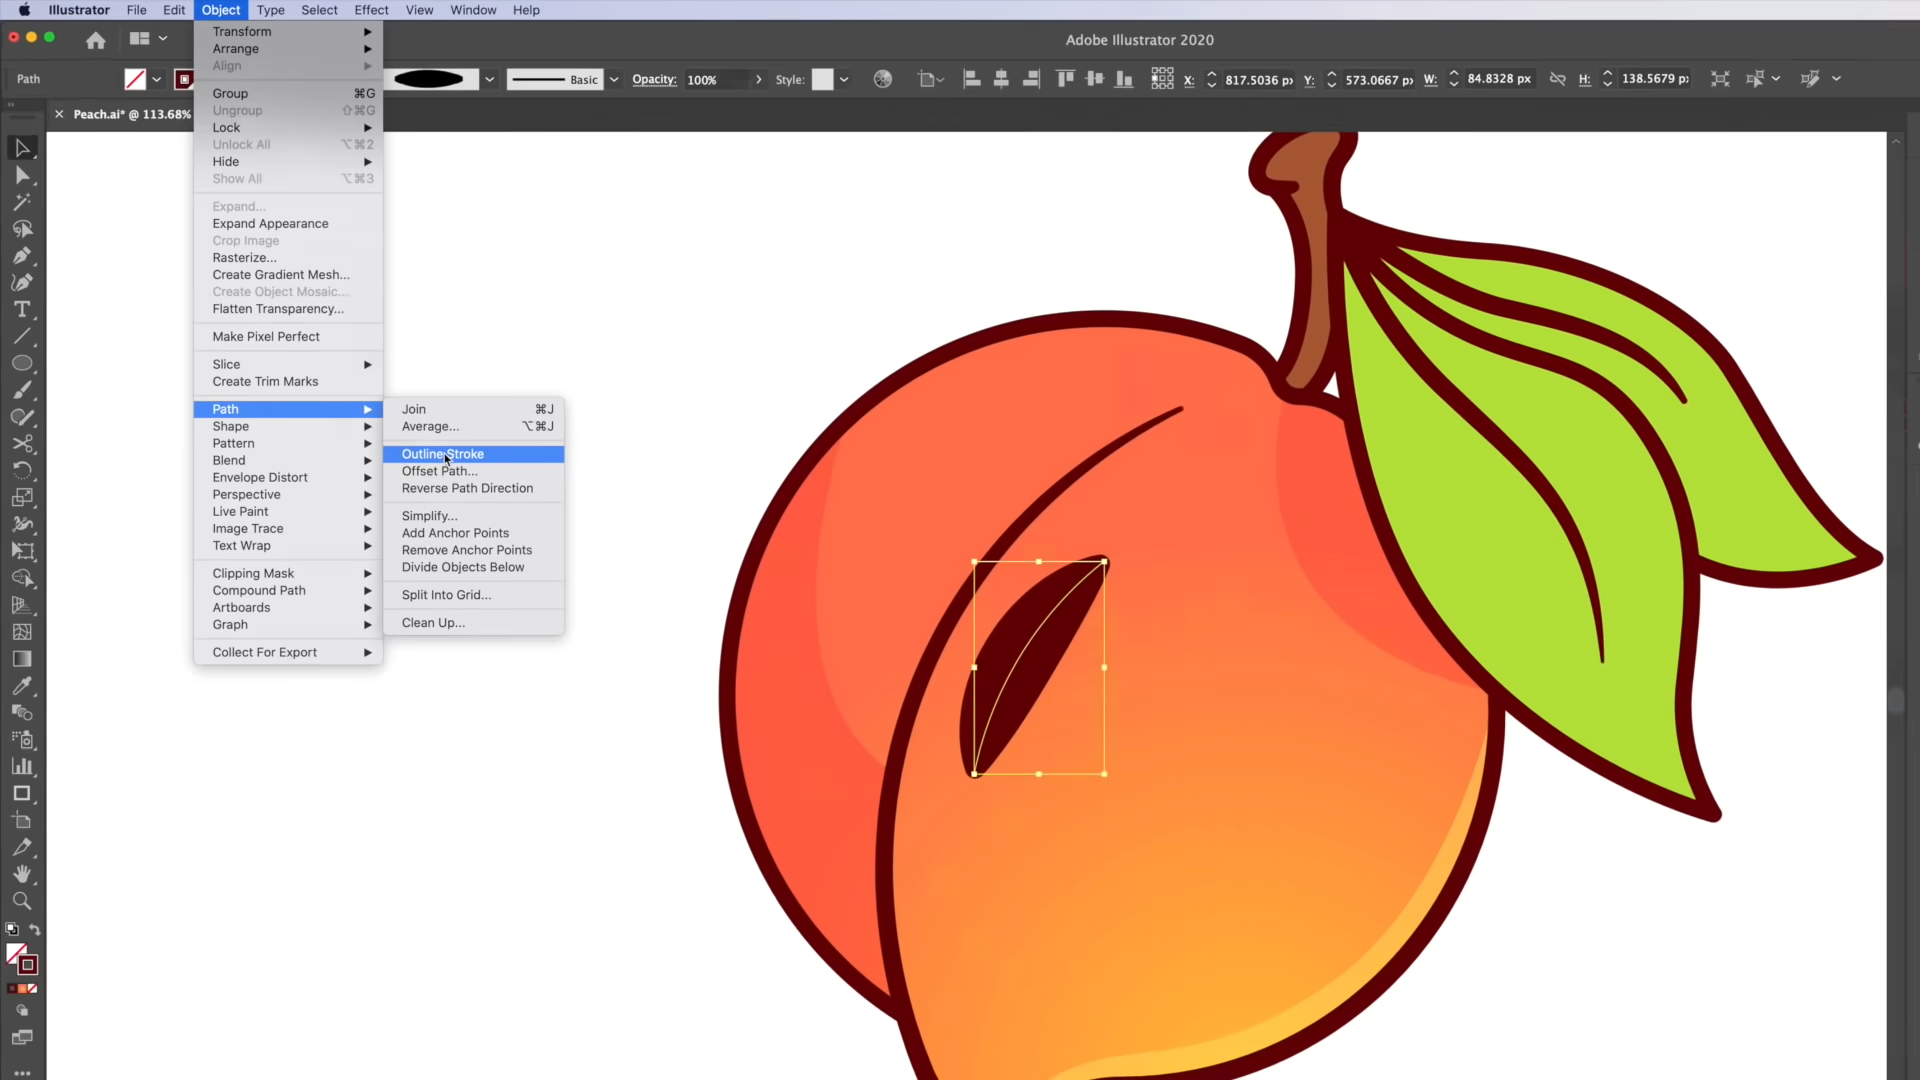 Illustrator File Edit Object Type Select Effect View Window Help
Adobe Illustrator 2020
Path
Basic
Opacity: 100%
Style:
X: 817.5036 p›
Y: 573.0667 p›
W: 84.8328 px
H: 138.5679 p›
× Peach.ai* @ 113.68%
Transform
Arrange
Align
Group ⌘G
Ungroup ⇧⌘G
Lock
Unlock All ⌥⌘2
Hide
Show All ⌥⌘3
Expand...
Expand Appearance
Crop Image
Rasterize...
Create Gradient Mesh...
Create Object Mosaic...
Flatten Transparency...
Make Pixel Perfect
Slice
Create Trim Marks
Path
Shape
Pattern
Blend
Envelope Distort
Perspective
Live Paint
Image Trace
Text Wrap
Clipping Mask
Compound Path
Artboards
Graph
Collect For Export
Join ⌘J
Average... ⌥⌘J
Outline Stroke
Offset Path...
Reverse Path Direction
Simplify...
Add Anchor Points
Remove Anchor Points
Divide Objects Below
Split Into Grid...
Clean Up...